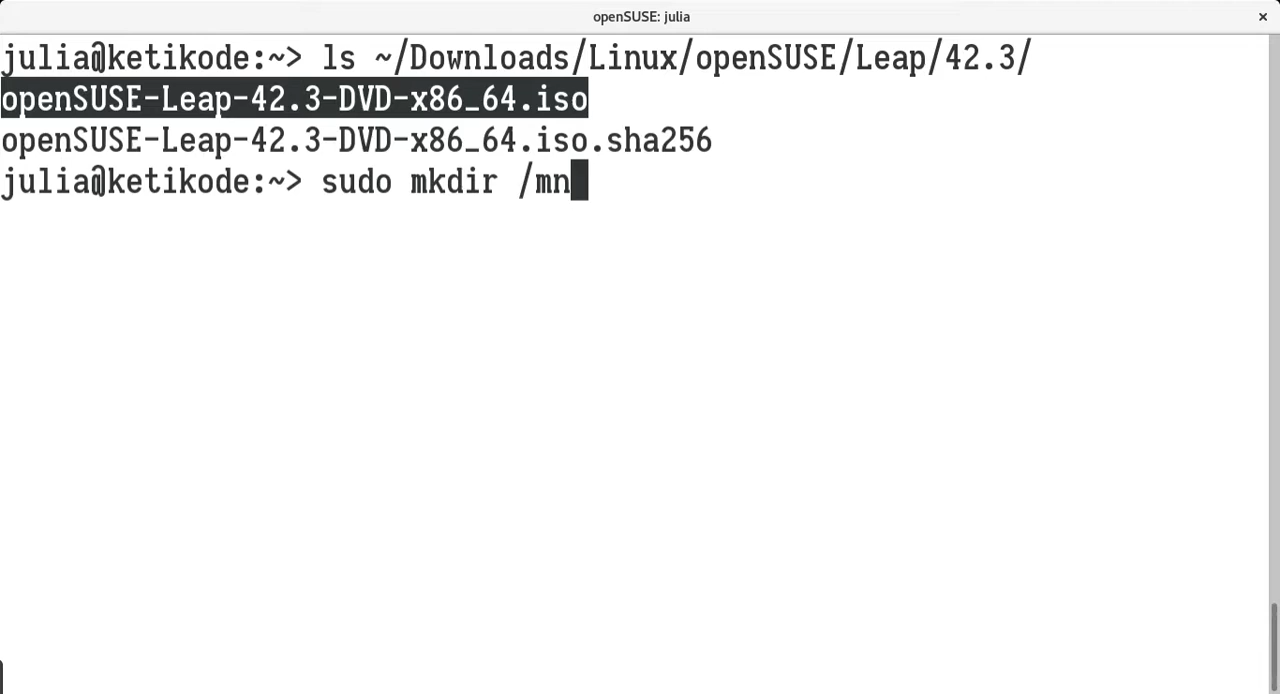 openSUSE: julia
×
julia@ketikode:~> ls ~/Downloads/Linux/openSUSE/Leap/42.3/
openSUSE-Leap-42.3-DVD-x86_64.iso
openSUSE-Leap-42.3-DVD-x86_64.iso.sha256
julia@ketikode:~> sudo mkdir /mn